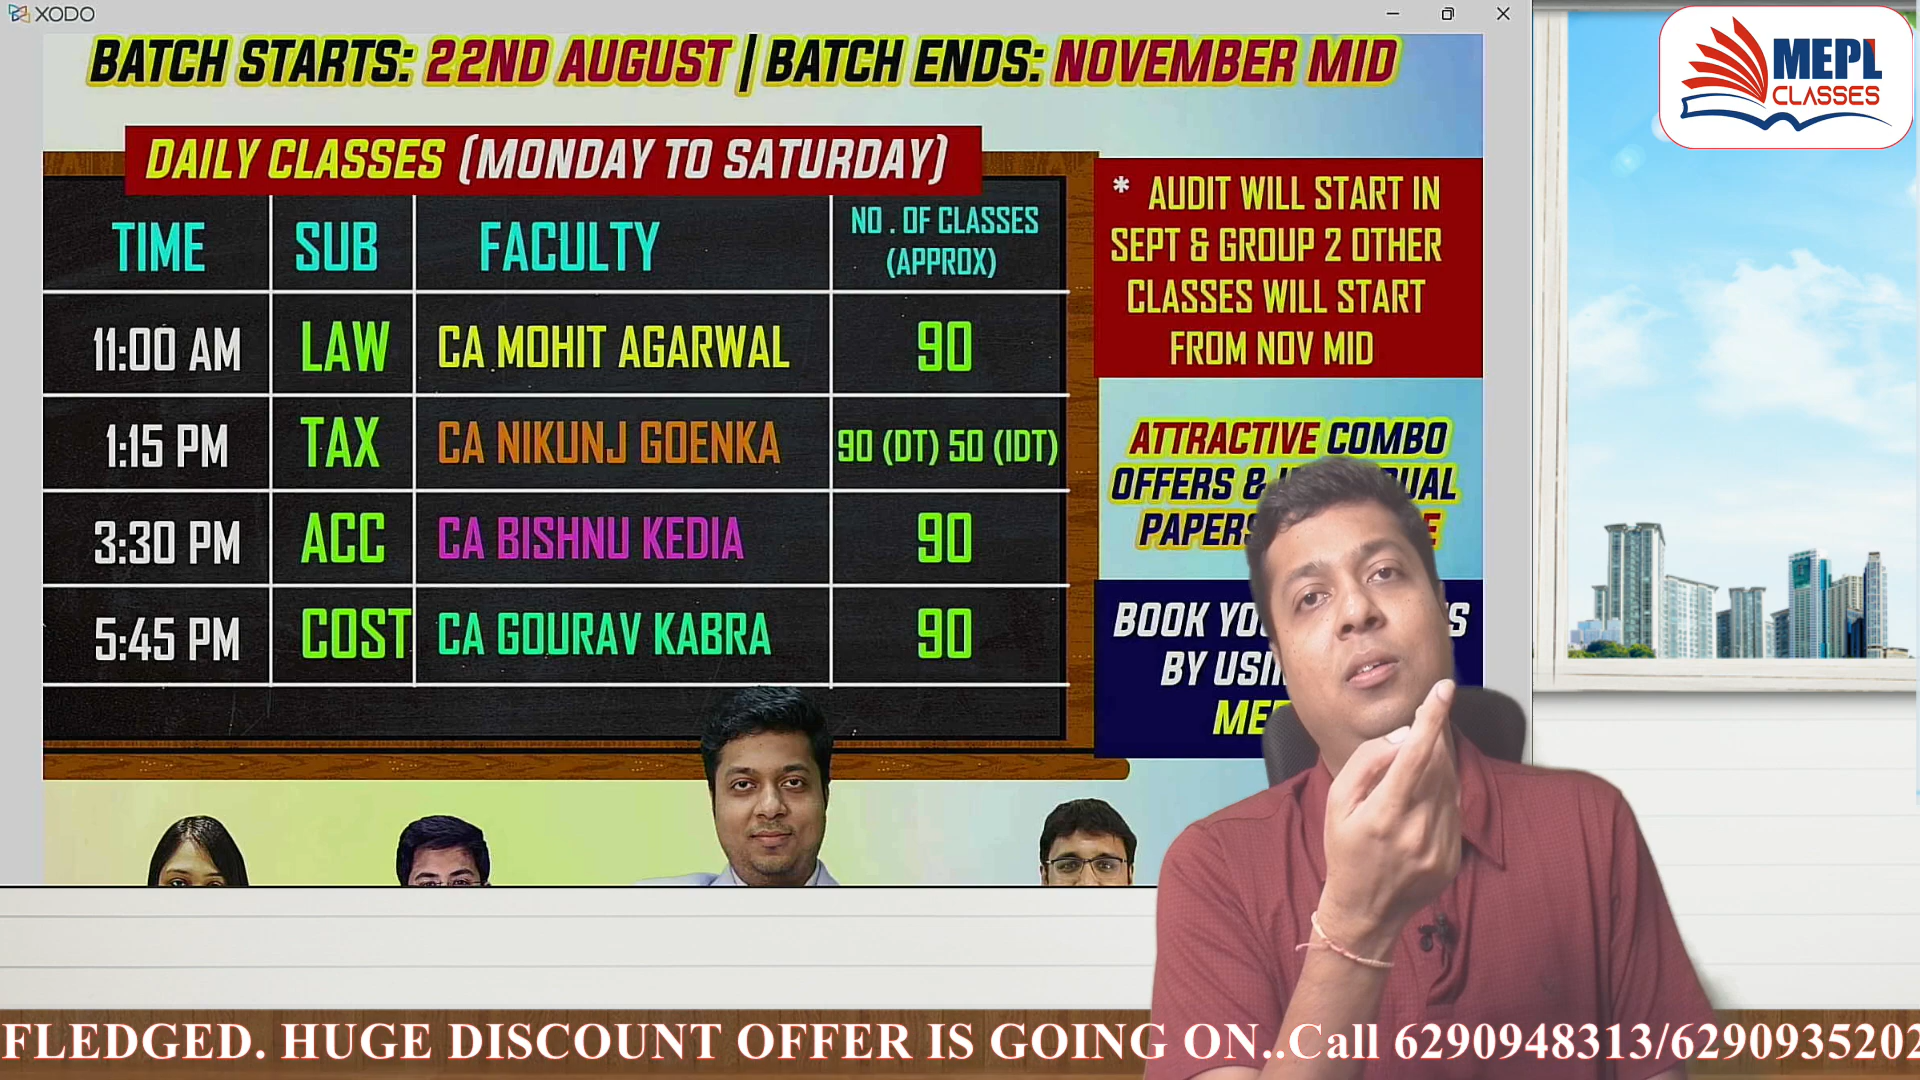 XODO
BATCH STARTS: 22ND AUGUST | BATCH ENDS: NOVEMBER MID
DAILY CLASSES (MONDAY TO SATURDAY)
TIME SUB FACULTY NO . OF CLASSES (APPROX)
11:00 AM LAW CA MOHIT AGARWAL 90
1:15 PM TAX CA NIKUNJ GOENKA 90 (DT) 50 (IDT)
3:30 PM ACC CA BISHNU KEDIA 90
5:45 PM COST CA GOURAV KABRA 90
* AUDIT WILL START IN
SEPT & GROUP 2 OTHER
CLASSES WILL START
FROM NOV MID
ATTRACTIVE COMBO
OFFERS &
BOOK
BY
MEPL
CLASSES
FLEDGED. HUGE DISCOUNT OFFER IS GOING ON..Call 6290948313/629093520